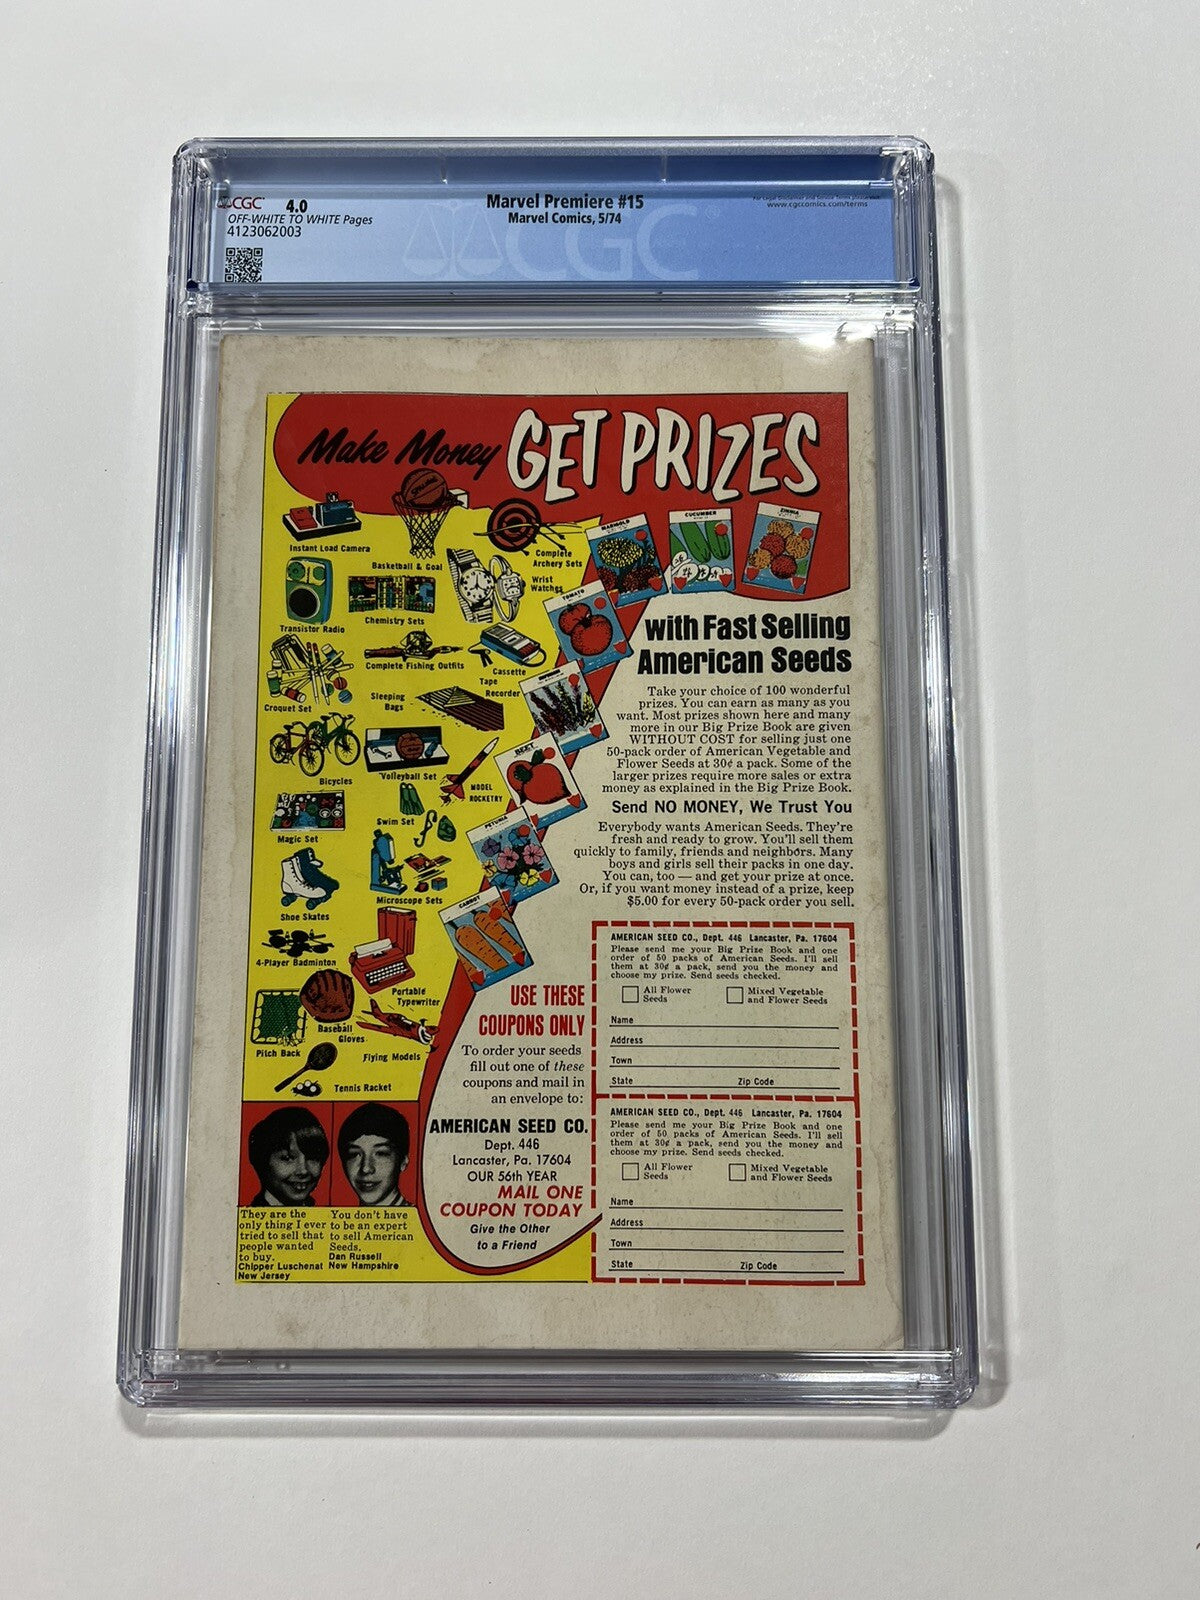 CGC 4.0
OFF-WHITE TO WHITE Pages
4123062003
Marvel Premiere #15
Marvel Comics, 5/74
www.cgccomics.com/terms
CGC
Make Money GET PRIZES
Instant Load Camera
Basketball & Goal
Complete
Archery Sets
Transistor Radio
Chemistry Sets
Wrist
Watches
Complete Fishing Outfits
Cassette
Tape
Recorder
Croquet Set
Sleeping
Bags
Bicycles
Volleyball Set
MODEL
ROCKETRY
Magic Set
Swim Set
Shoe Skates
Microscope Sets
4-Player Badminton
Portable
Typewriter
Baseball
Gloves
Pitch Back
Flying Models
Tennis Racket
MARIGOLD
CUCUMBER
ZINNIA
TOMATO
BEET
PETUNIA
CARROT
with Fast Selling
American Seeds
Take your choice of 100 wonderful
prizes. You can earn as many as you
want. Most prizes shown here and many
more in our Big Prize Book are given
WITHOUT COST for selling just one
50-pack order of American Vegetable and
Flower Seeds at 30¢ a pack. Some of the
larger prizes require more sales or extra
money as explained in the Big Prize Book.
Send NO MONEY, We Trust You
Everybody wants American Seeds. They're
fresh and ready to grow. You'll sell them
quickly to family, friends and neighbors. Many
boys and girls sell their packs in one day.
You can, too — and get your prize at once.
Or, if you want money instead of a prize, keep
$5.00 for every 50-pack order you sell.
USE THESE
COUPONS ONLY
To order your seeds
fill out one of these
coupons and mail in
an envelope to:
AMERICAN SEED CO.
Dept. 446
Lancaster, Pa. 17604
OUR 56th YEAR
MAIL ONE
COUPON TODAY
Give the Other
to a Friend
AMERICAN SEED CO., Dept. 446 Lancaster, Pa. 17604
Please send me your Big Prize Book and one
order of 50 packs of American Seeds. I'll sell
them at 30¢ a pack, send you the money and
choose my prize. Send seeds checked.
All Flower
Seeds
Mixed Vegetable
and Flower Seeds
Name
Address
Town
State Zip Code
AMERICAN SEED CO., Dept. 446 Lancaster, Pa. 17604
Please send me your Big Prize Book and one
order of 50 packs of American Seeds. I'll sell
them at 30¢ a pack, send you the money and
choose my prize. Send seeds checked.
All Flower
Seeds
Mixed Vegetable
and Flower Seeds
Name
Address
Town
State Zip Code
They are the
only thing I ever
tried to sell that
people wanted
to buy.
Chipper Luschenat
New Jersey
You don't have
to be an expert
to sell American
Seeds.
Dan Russell
New Hampshire